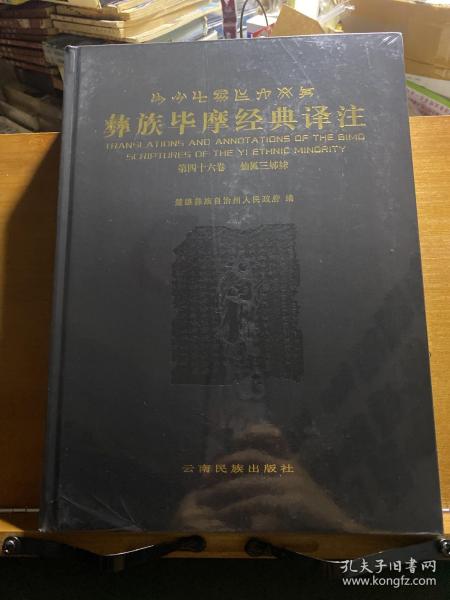 彝族毕摩经典译注
TRANSLATIONS AND ANNOTATIONS OF THE BIMO
SCRIPTURES OF THE YI ETHNIC MINORITY
第四十六卷
楚雄彝族自治州人民政府 编
云南民族出版社
孔夫子旧书网
www.kongfz.com